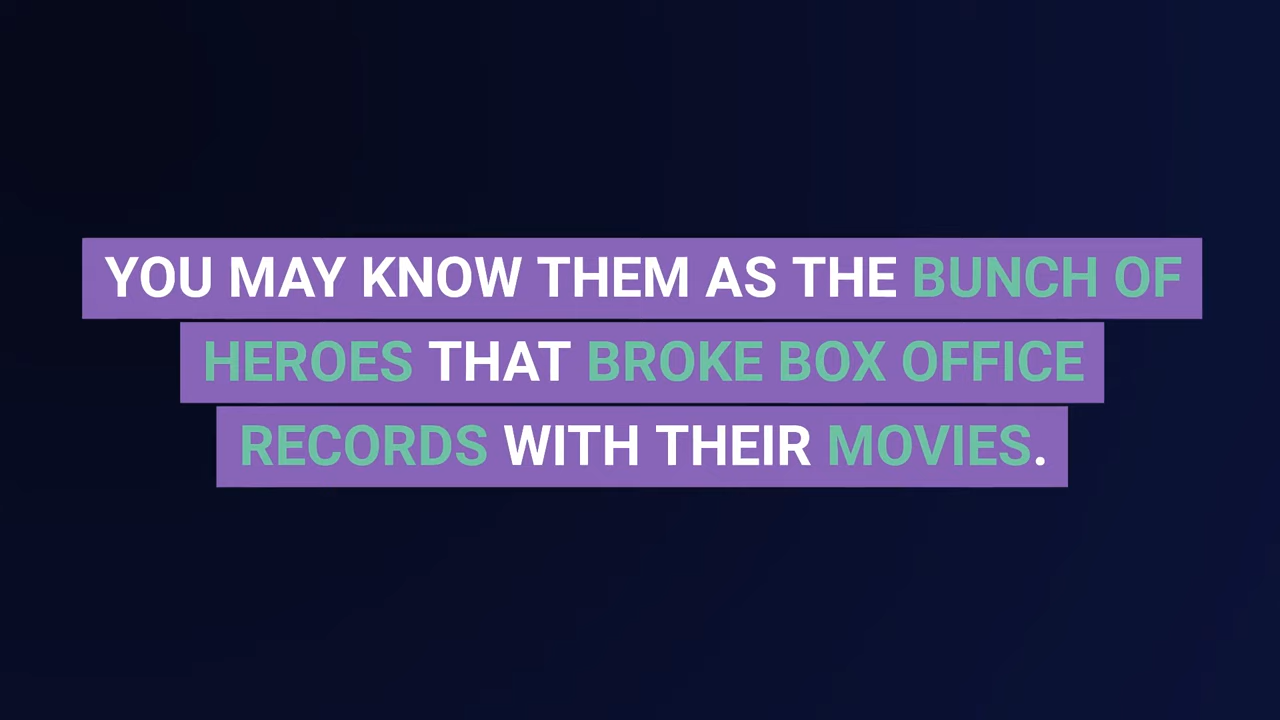 YOU MAY KNOW THEM AS THE BUNCH OF
HEROES THAT BROKE BOX OFFICE
RECORDS WITH THEIR MOVIES.